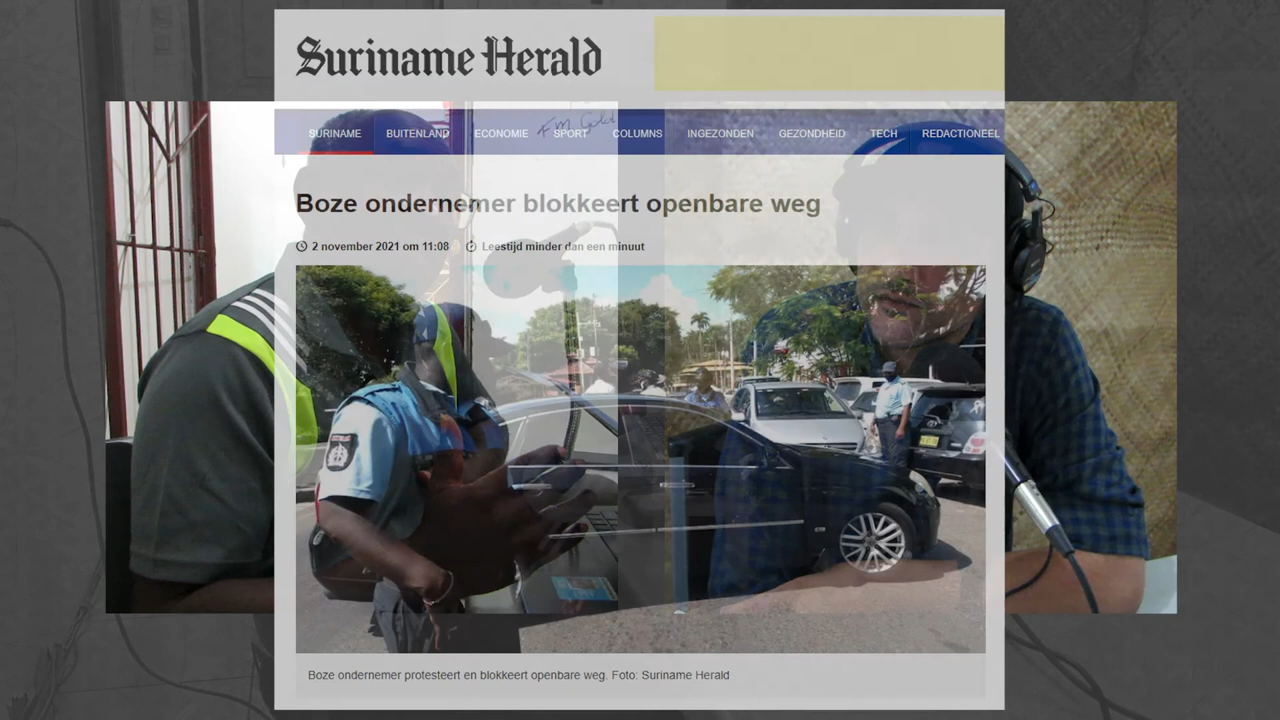 Suriname Herald
SURINAME BUITENLAND ECONOMIE SPORT COLUMNS INGEZONDEN GEZONDHEID TECH REDACTIONEEL
Boze ondernemer blokkeert openbare weg
2 november 2021 om 11:08 Leestijd minder dan een minuut
Boze ondernemer protesteert en blokkeert openbare weg. Foto: Suriname Herald